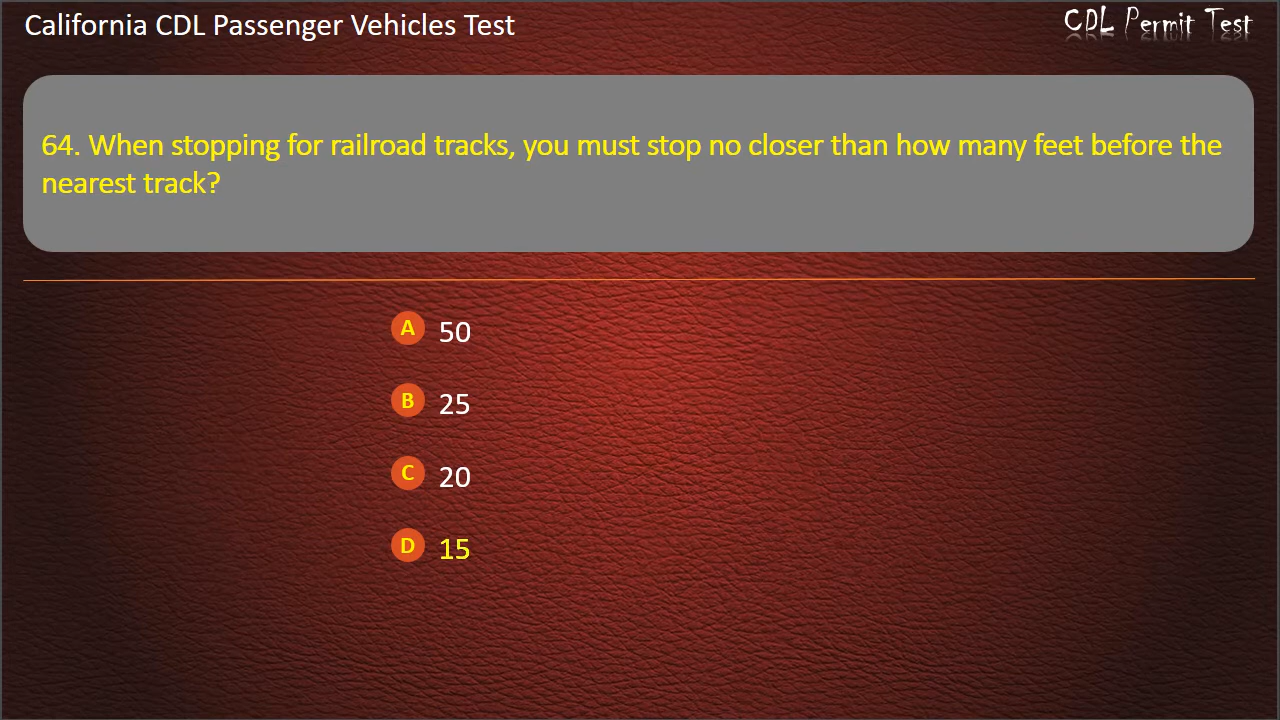 California CDL Passenger Vehicles Test
CDL Permit Test
64. When stopping for railroad tracks, you must stop no closer than how many feet before the
nearest track?
A 50
B 25
C 20
D 15